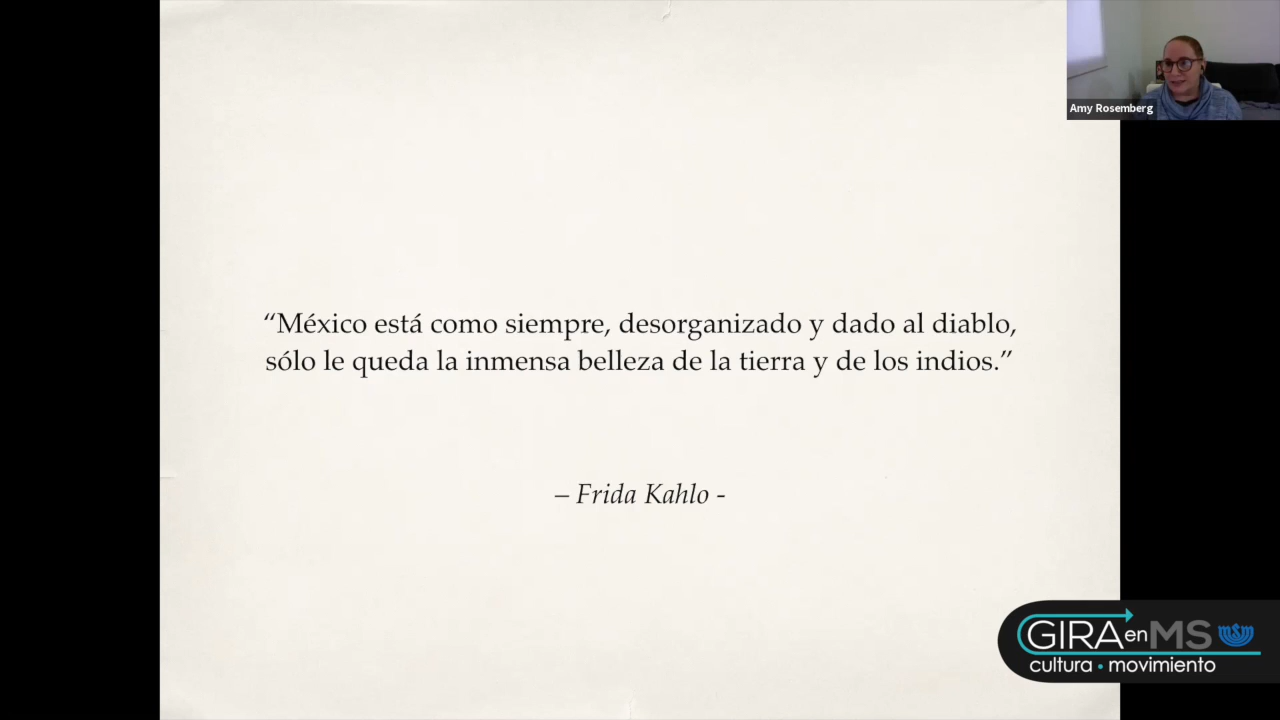 Amy Rosemberg
“México está como siempre, desorganizado y dado al diablo,
sólo le queda la inmensa belleza de la tierra y de los indios.”
– Frida Kahlo -
GIRA en MS
cultura • movimiento